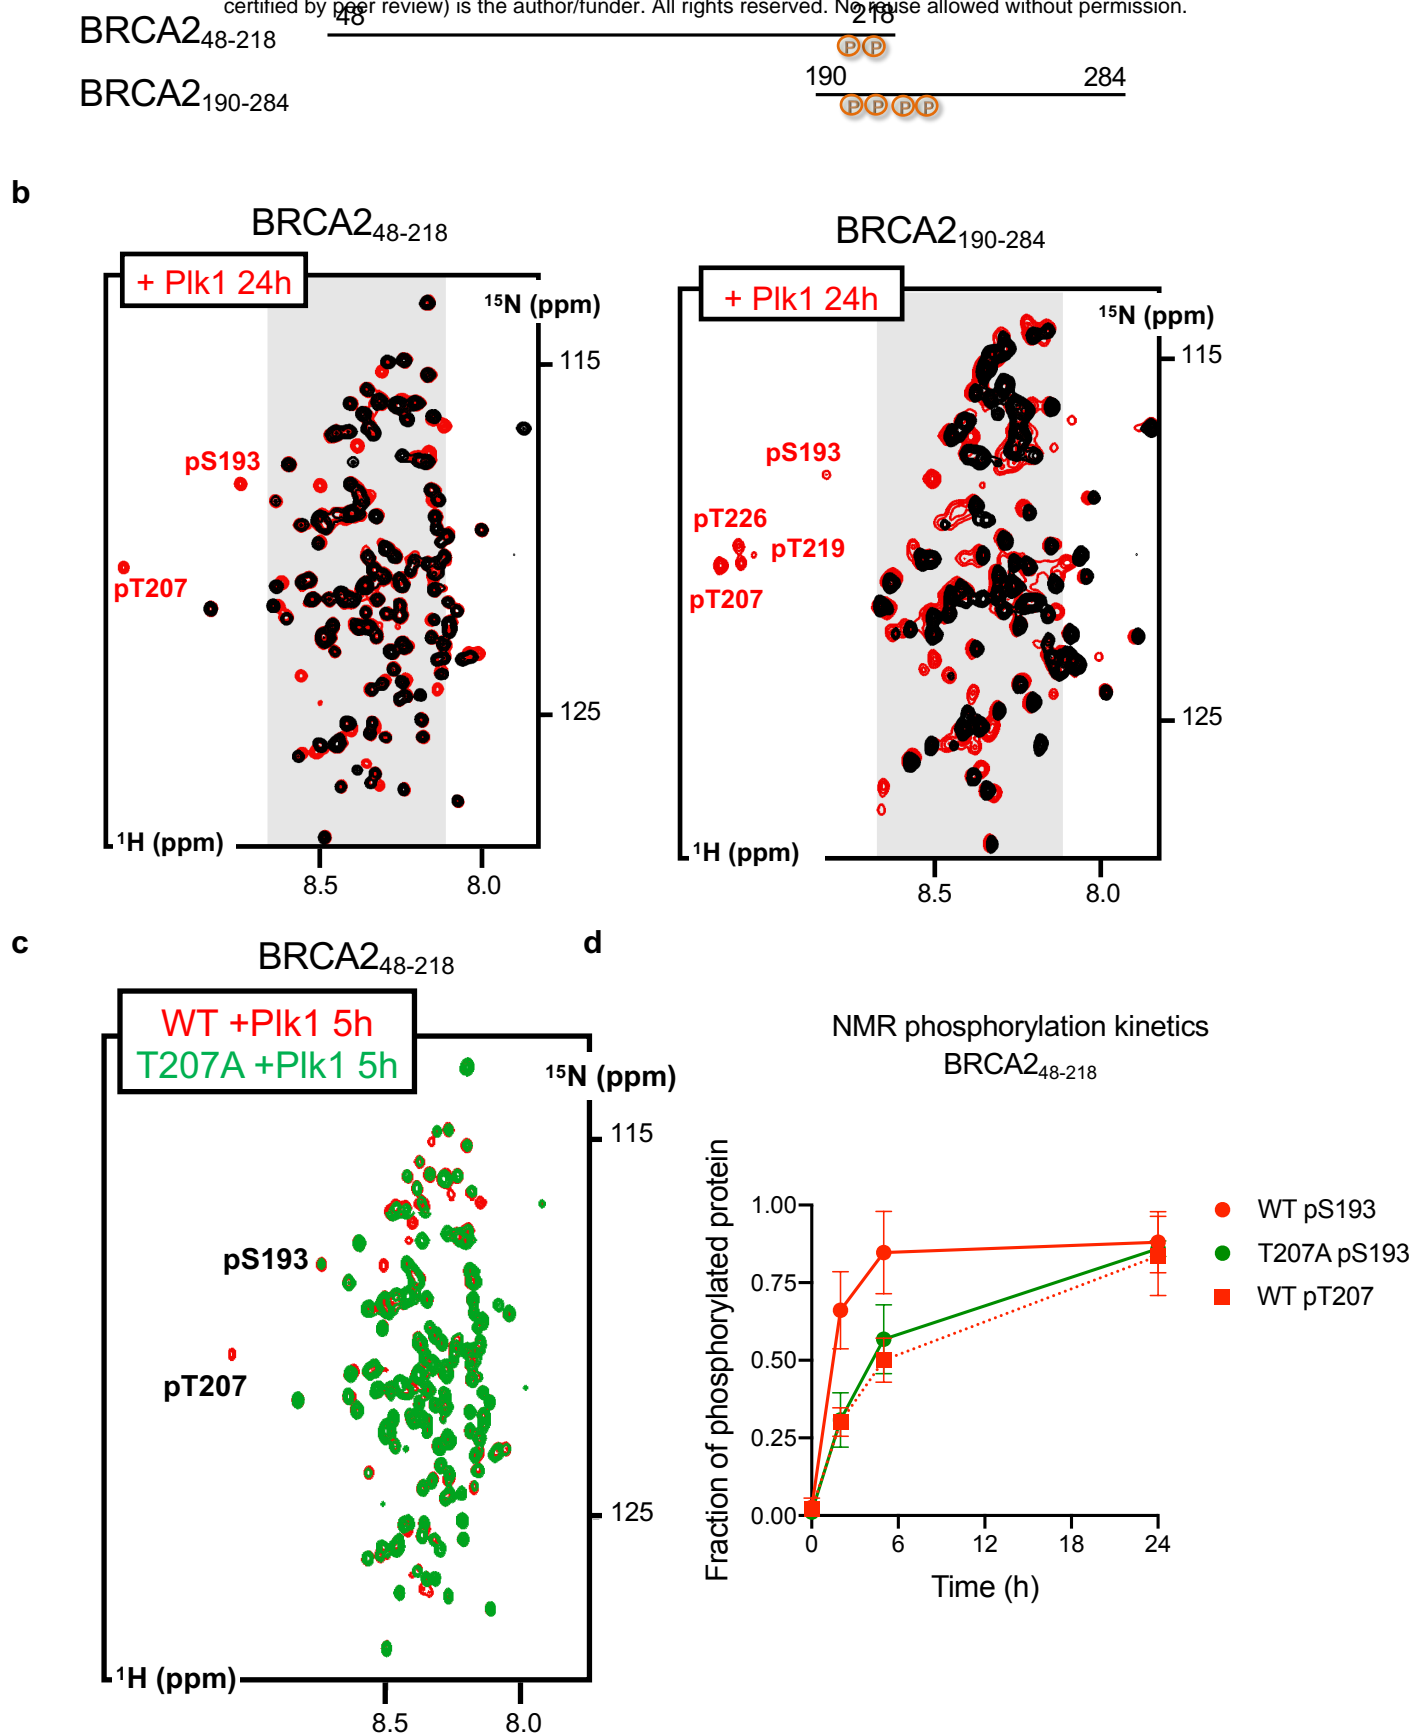 certified by peer review) is the author/funder. All rights reserved. No reuse allowed without permission.
48 218
BRCA248-218
P P
190 284
BRCA2190-284
P P P P
b
BRCA248-218
+ Plk1 24h
15N (ppm)
115
pS193
pT207
125
1H (ppm)
8.5 8.0
BRCA2190-284
+ Plk1 24h
15N (ppm)
115
pS193
pT226
pT219
pT207
125
1H (ppm)
8.5 8.0
c
BRCA248-218
WT +Plk1 5h
T207A +Plk1 5h
15N (ppm)
115
pS193
pT207
125
1H (ppm)
8.5 8.0
d
NMR phosphorylation kinetics
BRCA248-218
Fraction of phosphorylated protein
1.00
0.75
0.50
0.25
0.00
0 6 12 18 24
Time (h)
WT pS193
T207A pS193
WT pT207